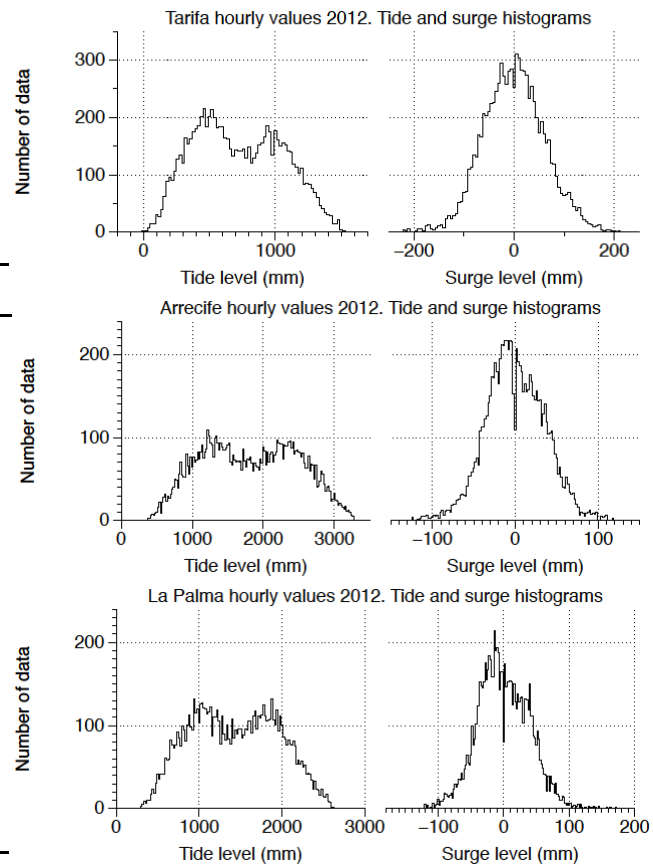 Tarifa hourly values 2012. Tide and surge histograms
Number of data
300
200
100
0
0 1000
Tide level (mm)
−200 0 200
Surge level (mm)
Arrecife hourly values 2012. Tide and surge histograms
Number of data
200
100
0
0 1000 2000 3000
Tide level (mm)
−100 0 100
Surge level (mm)
La Palma hourly values 2012. Tide and surge histograms
Number of data
200
100
0
0 1000 2000 3000
Tide level (mm)
−100 0 100 200
Surge level (mm)